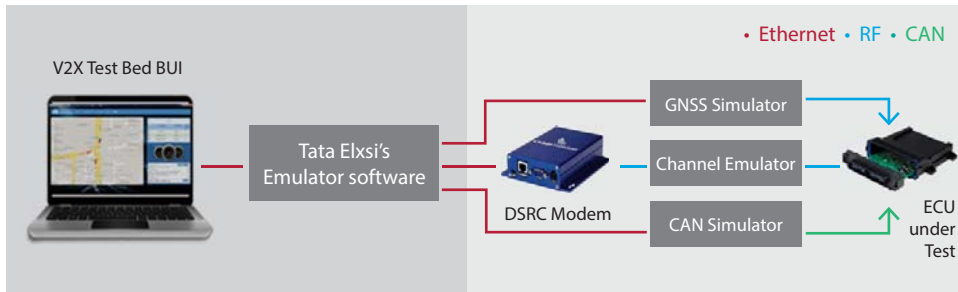 • Ethernet • RF • CAN
V2X Test Bed BUI
GNSS Simulator
Tata Elxsi's
Emulator software
Channel Emulator
DSRC Modem
CAN Simulator
ECU
under
Test